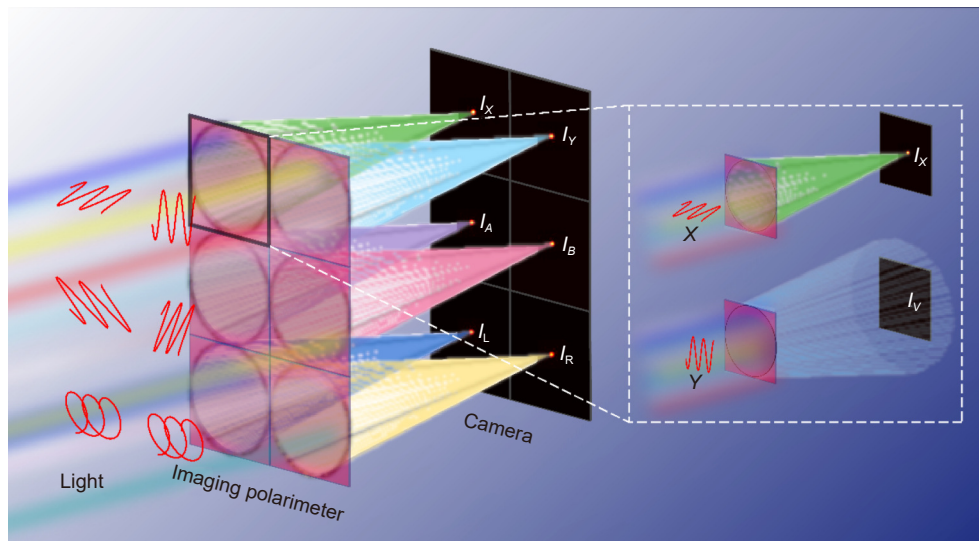 I_X
I_Y
I_A
I_B
I_L
I_R
Light
Imaging polarimeter
Camera
I_X
X
I_V
Y